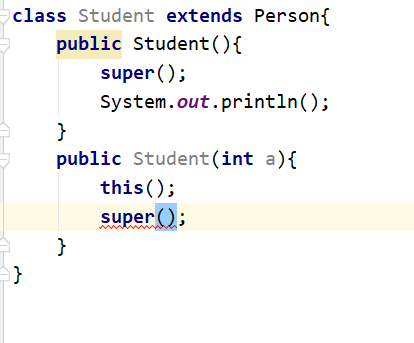 class Student extends Person{
    public Student(){
        super();
        System.out.println();
    }
    public Student(int a){
        this();
        super();
    }
}